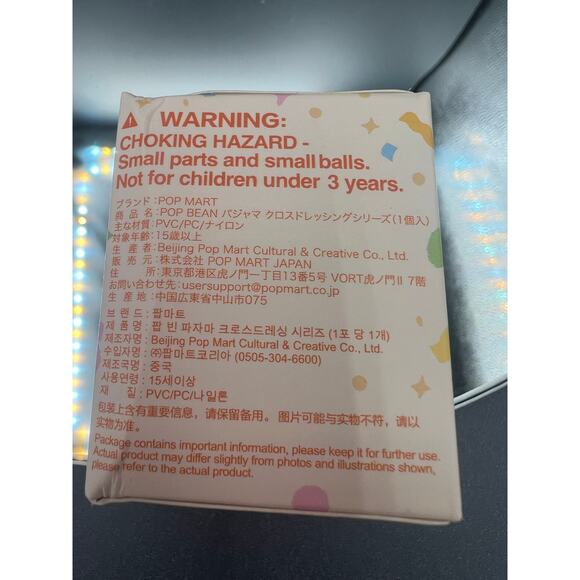 WARNING:
CHOKING HAZARD -
Small parts and small balls.
Not for children under 3 years.
ブランド:POP MART
商品名:POP BEAN パジャマ クロスドレッシングシリーズ(1個入)
主な材質:PVC/PC/ナイロン
対象年齢:15歳以上
生産者:Beijing Pop Mart Cultural & Creative Co., Ltd.
販売元:株式会社 POP MART JAPAN
住所:東京都港区虎ノ門一丁目13番5号 VORT虎ノ門II 7階
お問い合わせ先:usersupport@popmart.co.jp
生産地:中国広東省中山市075
브랜드:팝마트
제품명:팝 빈 파자마 크로스드레싱 시리즈 (1포 당 1개)
제조자명:Beijing Pop Mart Cultural & Creative Co., Ltd.
수입자명:㈜팝마트코리아 (0505-304-6600)
제조국명:중국
사용연령:15세이상
재질:PVC/PC/나일론
包装上含有重要信息，请保留备用。图片可能与实物不符，请以
实物为准。
Package contains important information, please keep it for further use.
Actual product may differ slightly from photos and illustrations shown,
please refer to the actual product.